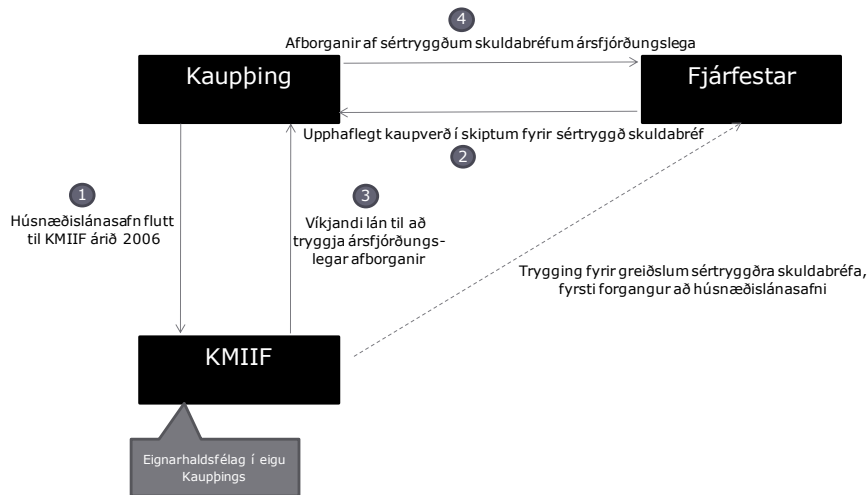 4
Afborganir af sértryggðum skuldabréfum ársfjórðungslega
Kaupþing
Fjárfestar
Upphaflegt kaupverð í skiptum fyrir sértryggð skuldabréf
2
1
Húsnæðislánasafn flutt
til KMIIF árið 2006
3
Víkjandi lán til að
tryggja ársfjórðungs-
legar afborganir
Trygging fyrir greiðslum sértryggðra skuldabréfa,
fyrsti forgangur að húsnæðislánasafni
KMIIF
Eignarhaldsfélag í eigu
Kaupþings